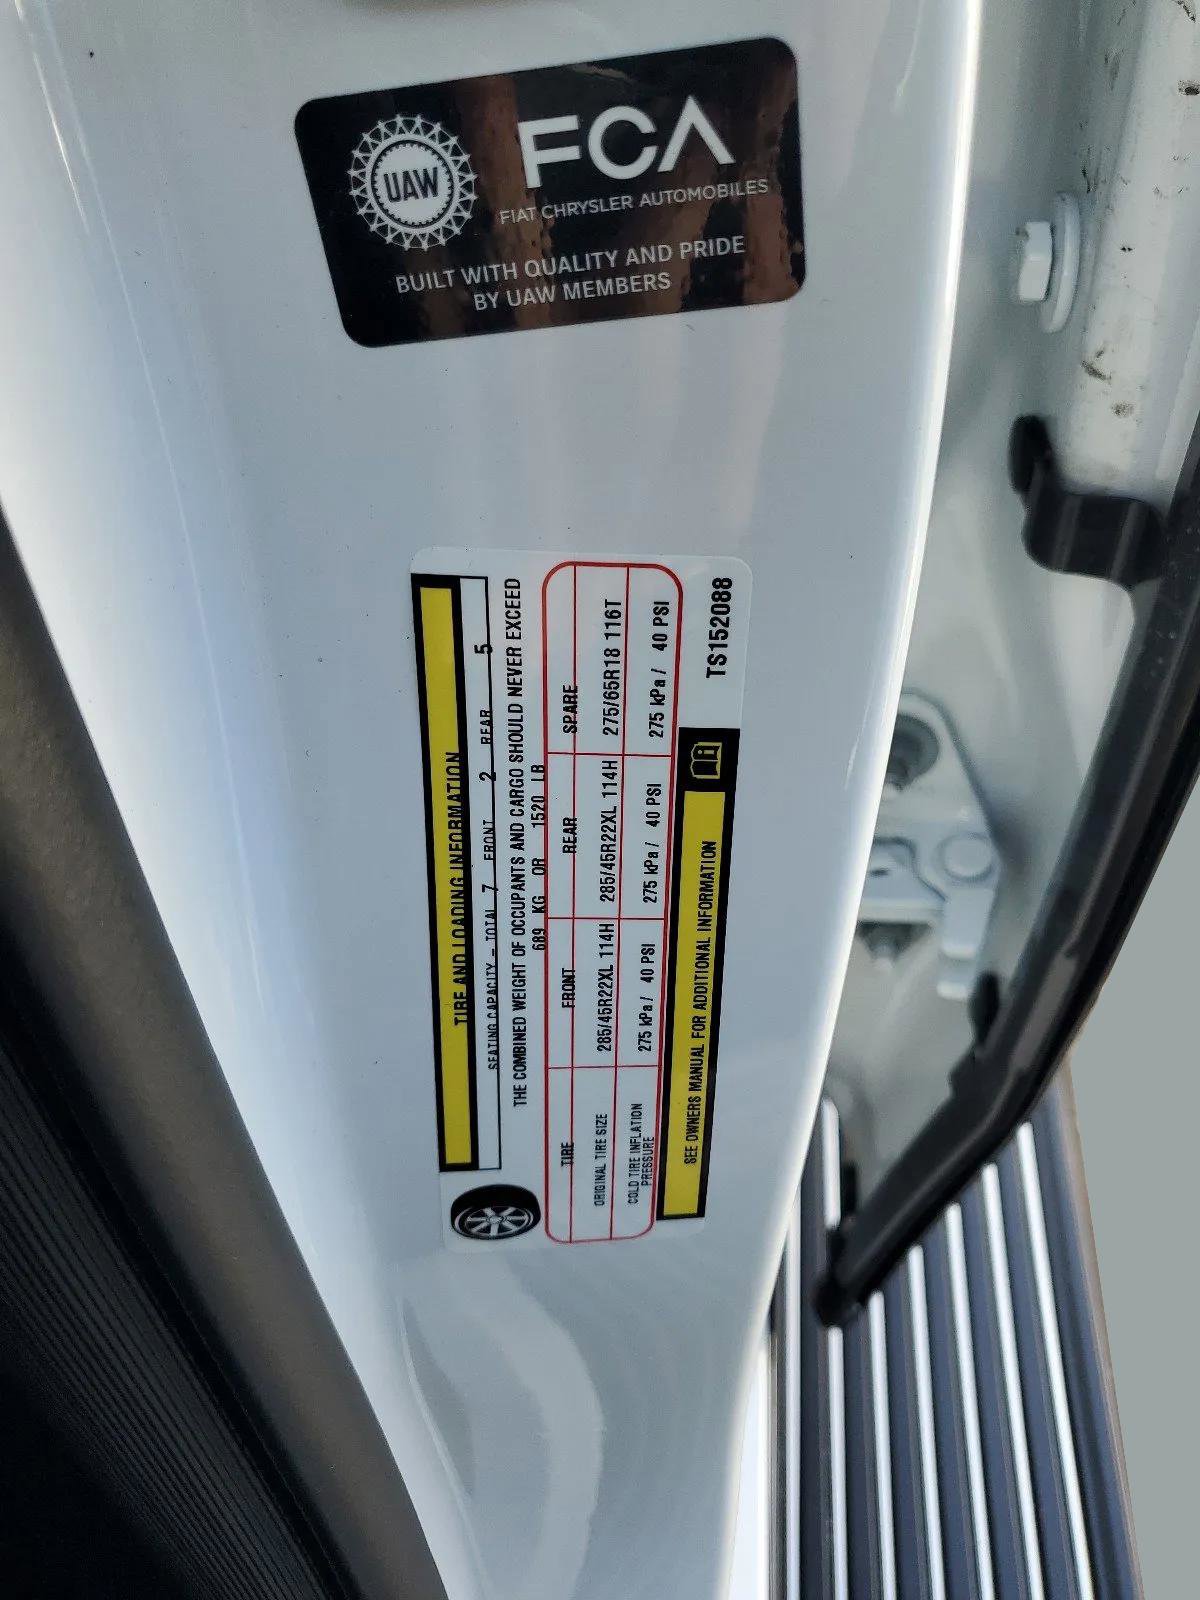 UAW
FCA
FIAT CHRYSLER AUTOMOBILES
BUILT WITH QUALITY AND PRIDE
BY UAW MEMBERS
TIRE AND LOADING INFORMATION
SEATING CAPACITY - TOTAL 7 FRONT 2 REAR 5
THE COMBINED WEIGHT OF OCCUPANTS AND CARGO SHOULD NEVER EXCEED
689 KG OR 1520 LB
TIRE FRONT REAR SPARE
ORIGINAL TIRE SIZE 285/45R22XL 114H 285/45R22XL 114H 275/65R18 116T
COLD TIRE INFLATION PRESSURE 275 kPa / 40 PSI 275 kPa / 40 PSI 275 kPa / 40 PSI
SEE OWNERS MANUAL FOR ADDITIONAL INFORMATION
TS152088